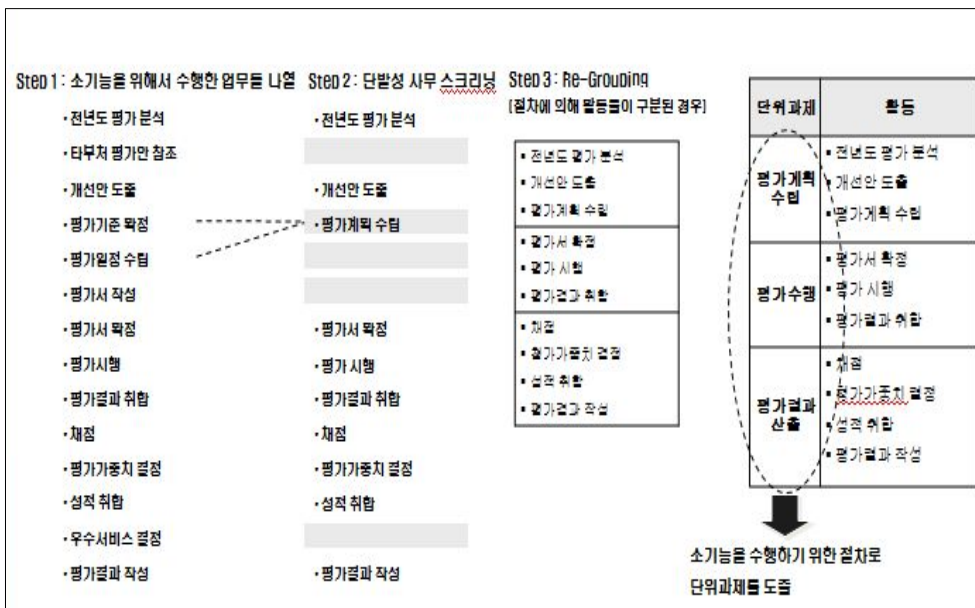 Step 1 : 소기능을 위해서 수행한 업무들 나열
・전년도 평가 분석
・타부처 평가안 참조
・개선안 도출
・평가기준 확정
・평가일정 수립
・평가서 작성
・평가서 확정
・평가시행
・평가결과 취합
・채점
・평가가중치 결정
・성적 취합
・우수서비스 결정
・평가결과 작성
Step 2 : 단발성 사무 스크리닝
・전년도 평가 분석
・개선안 도출
・평가계획 수립
・평가서 확정
・평가 시행
・평가결과 취합
・채점
・평가가중치 결정
・성적 취합
・평가결과 작성
Step 3 : Re-Grouping
(절차에 의해 활동들이 구분된 경우)
▪ 전년도 평가 분석
▪ 개선안 도출
▪ 평가계획 수립
▪ 평가서 확정
▪ 평가 시행
▪ 평가결과 취합
▪ 채점
▪ 평가가중치 결정
▪ 성적 취합
▪ 평가결과 작성
단위과제 활동
평가계획
수립
▪ 전년도 평가 분석
▪ 개선안 도출
▪ 평가계획 수립
평가수행
▪ 평가서 확정
▪ 평가 시행
▪ 평가결과 취합
평가결과
산출
▪ 채점
▪ 평가가중치 결정
▪ 성적 취합
▪ 평가결과 작성
소기능을 수행하기 위한 절차로
단위과제를 도출